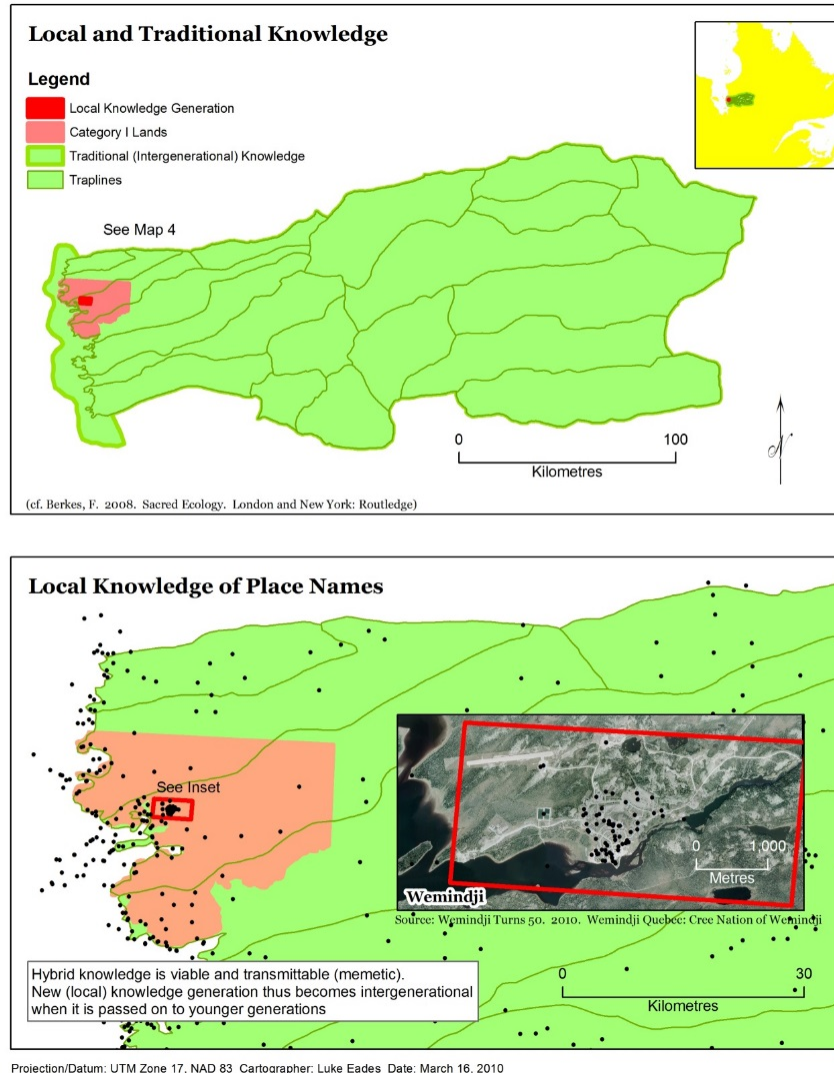 Local and Traditional Knowledge
Legend
Local Knowledge Generation
Category I Lands
Traditional (Intergenerational) Knowledge
Traplines
See Map 4
0 100
Kilometres
N
(cf. Berkes, F. 2008. Sacred Ecology. London and New York: Routledge)
Local Knowledge of Place Names
See Inset
0 1,000
Metres
Wemindji
Source: Wemindji Turns 50. 2010. Wemindji Quebec: Cree Nation of Wemindji
Hybrid knowledge is viable and transmittable (memetic).
New (local) knowledge generation thus becomes intergenerational
when it is passed on to younger generations
0 30
Kilometres
Projection/Datum: UTM Zone 17, NAD 83 Cartographer: Luke Eades Date: March 16, 2010